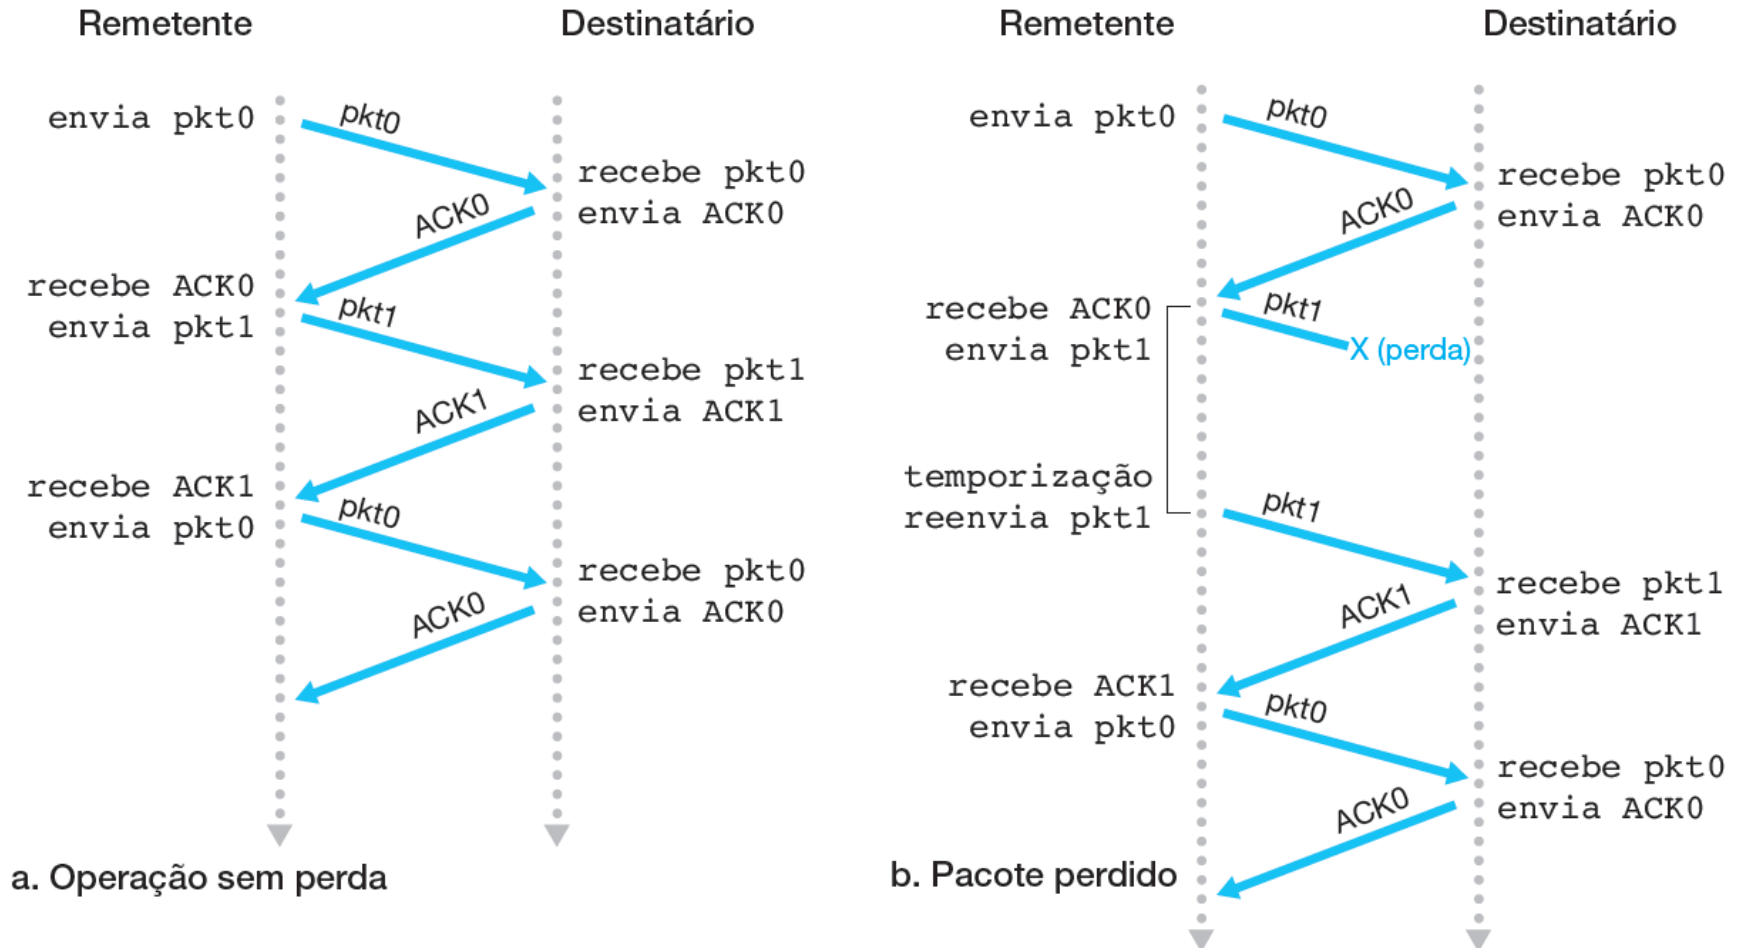 Remetente
Destinatário
envia pkt0
pkt0
recebe pkt0
envia ACK0
ACK0
recebe ACK0
envia pkt1
pkt1
recebe pkt1
envia ACK1
ACK1
recebe ACK1
envia pkt0
pkt0
recebe pkt0
envia ACK0
ACK0
a. Operação sem perda
Remetente
Destinatário
envia pkt0
pkt0
recebe pkt0
envia ACK0
ACK0
recebe ACK0
envia pkt1
pkt1
X (perda)
temporização
reenvia pkt1
pkt1
recebe pkt1
envia ACK1
ACK1
recebe ACK1
envia pkt0
pkt0
recebe pkt0
envia ACK0
ACK0
b. Pacote perdido